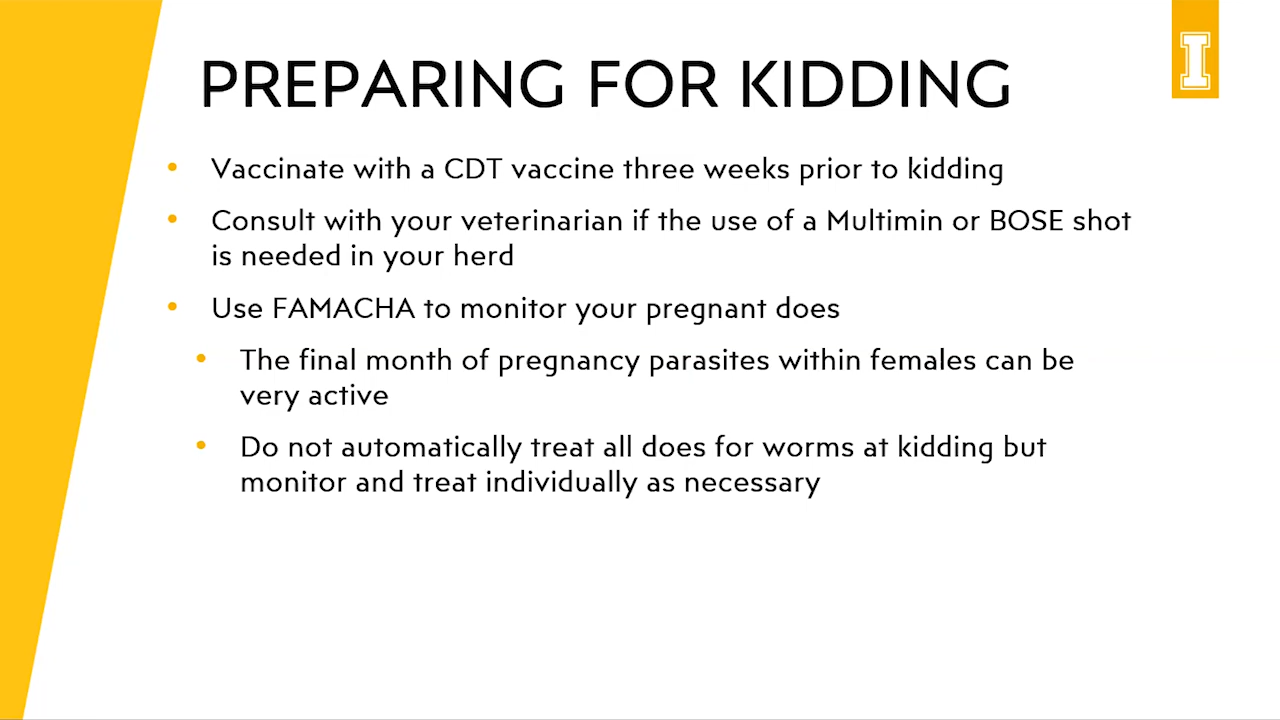 PREPARING FOR KIDDING
I
• Vaccinate with a CDT vaccine three weeks prior to kidding
• Consult with your veterinarian if the use of a Multimin or BOSE shot
is needed in your herd
• Use FAMACHA to monitor your pregnant does
• The final month of pregnancy parasites within females can be
very active
• Do not automatically treat all does for worms at kidding but
monitor and treat individually as necessary